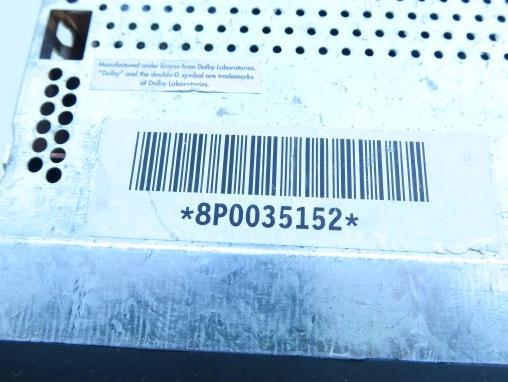 Manufactured under license from Dolby Laboratories.
"Dolby" and the double-D symbol are trademarks
of Dolby Laboratories.
*8P0035152*